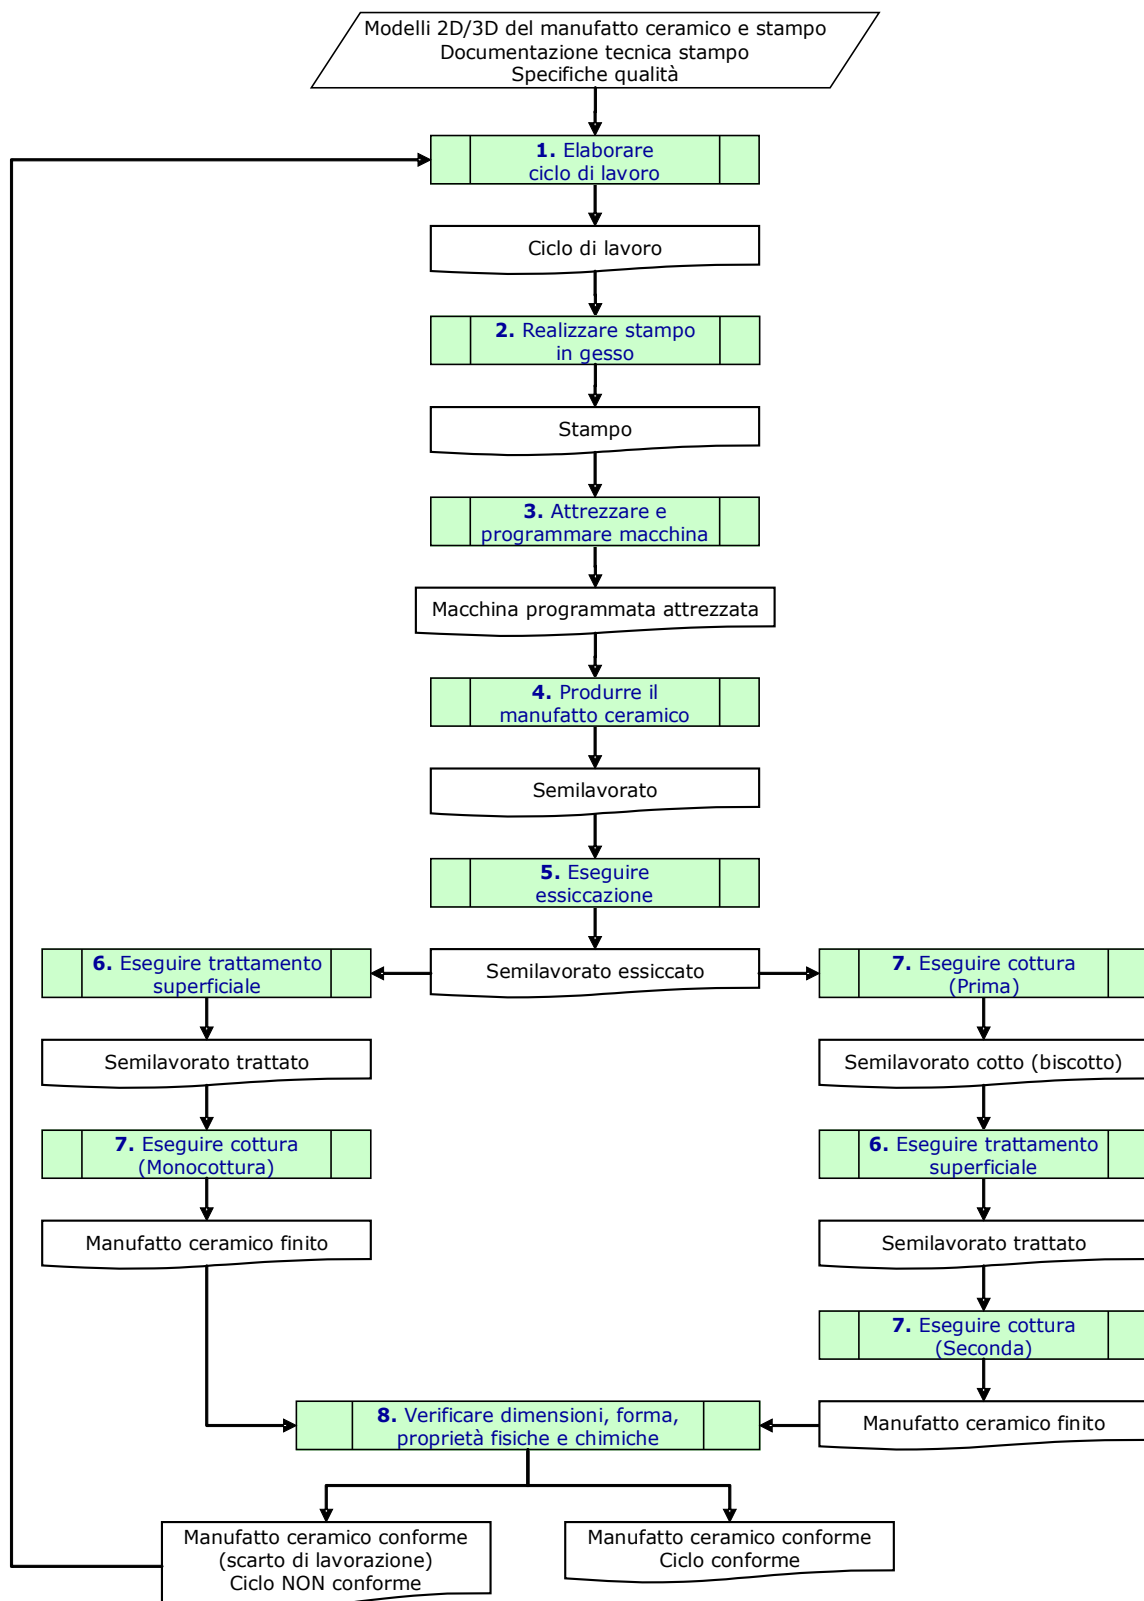 Modelli 2D/3D del manufatto ceramico e stampo
Documentazione tecnica stampo
Specifiche qualità
1. Elaborare
ciclo di lavoro
Ciclo di lavoro
2. Realizzare stampo
in gesso
Stampo
3. Attrezzare e
programmare macchina
Macchina programmata attrezzata
4. Produrre il
manufatto ceramico
Semilavorato
5. Eseguire
essiccazione
6. Eseguire trattamento
superficiale
Semilavorato essiccato
7. Eseguire cottura
(Prima)
Semilavorato trattato
Semilavorato cotto (biscotto)
7. Eseguire cottura
(Monocottura)
6. Eseguire trattamento
superficiale
Manufatto ceramico finito
Semilavorato trattato
7. Eseguire cottura
(Seconda)
8. Verificare dimensioni, forma,
proprietà fisiche e chimiche
Manufatto ceramico finito
Manufatto ceramico conforme
(scarto di lavorazione)
Ciclo NON conforme
Manufatto ceramico conforme
Ciclo conforme